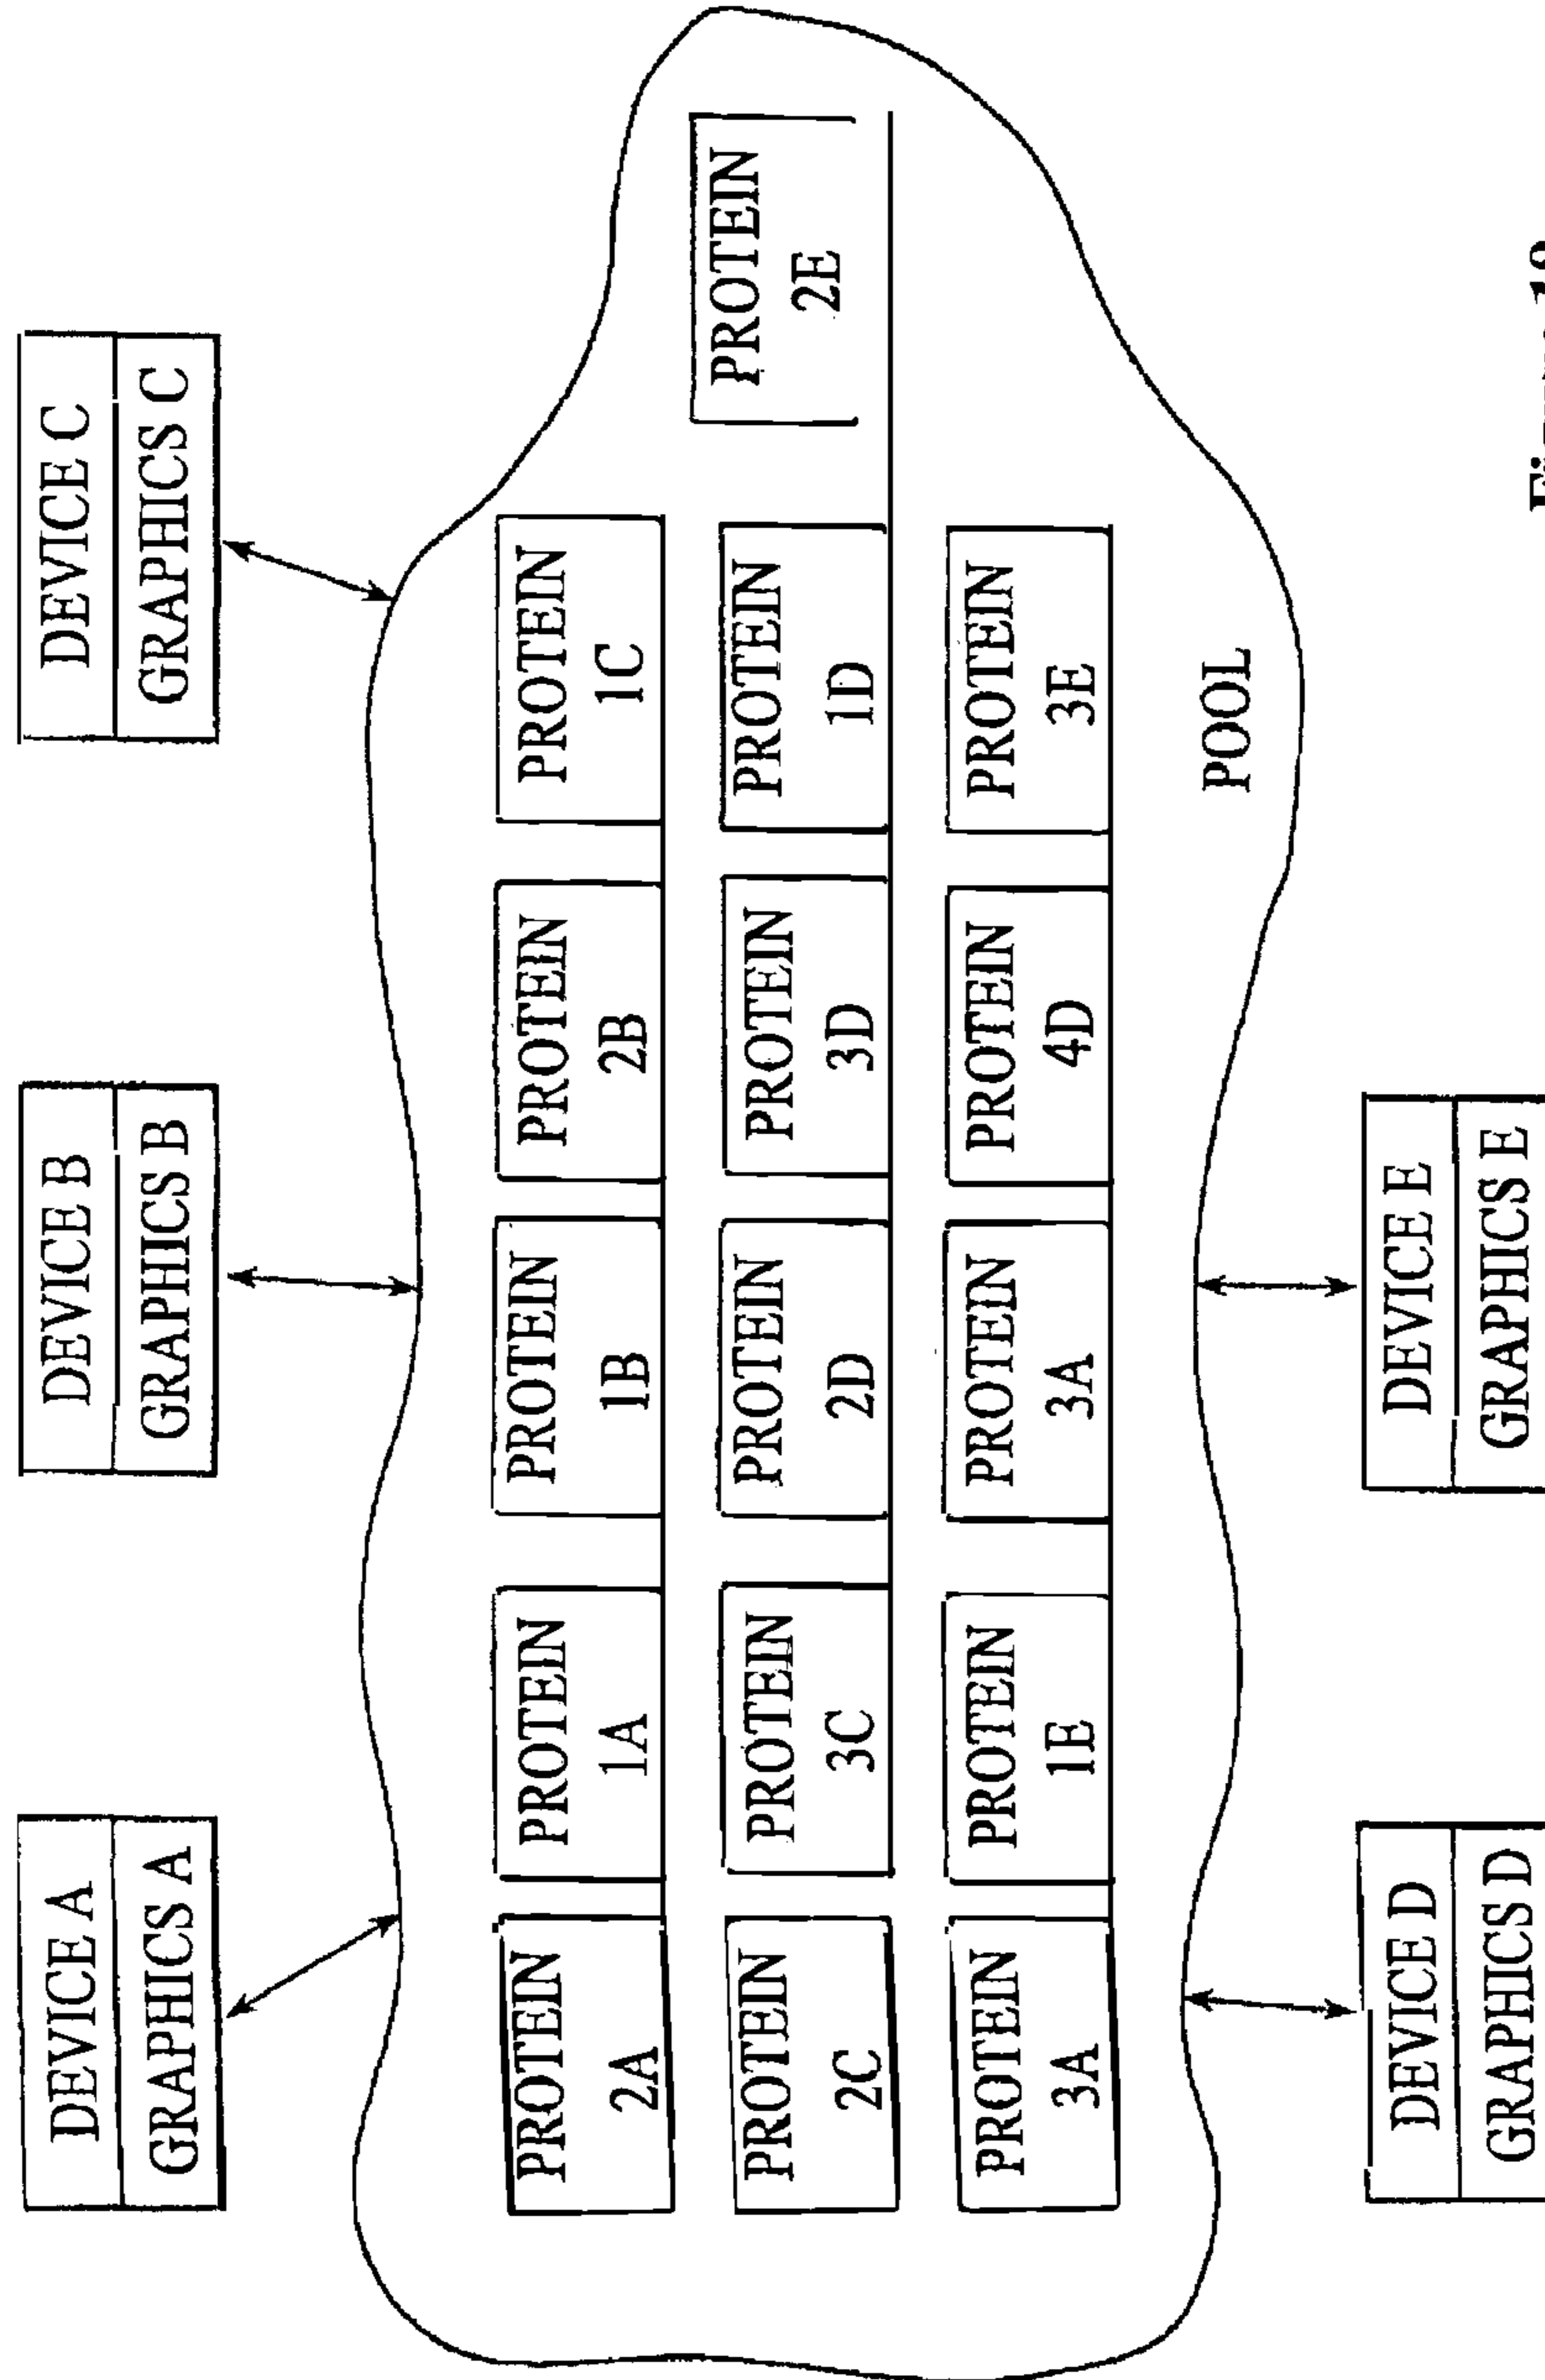 DEVICE A
GRAPHICS A
DEVICE B
GRAPHICS B
DEVICE C
GRAPHICS C
PROTEIN
2A
PROTEIN
1A
PROTEIN
1B
PROTEIN
2B
PROTEIN
1C
PROTEIN
2C
PROTEIN
3C
PROTEIN
2D
PROTEIN
3D
PROTEIN
1D
PROTEIN
2E
PROTEIN
3A
PROTEIN
1E
PROTEIN
3A
PROTEIN
4D
PROTEIN
3E
POOL
DEVICE D
GRAPHICS D
DEVICE E
GRAPHICS E